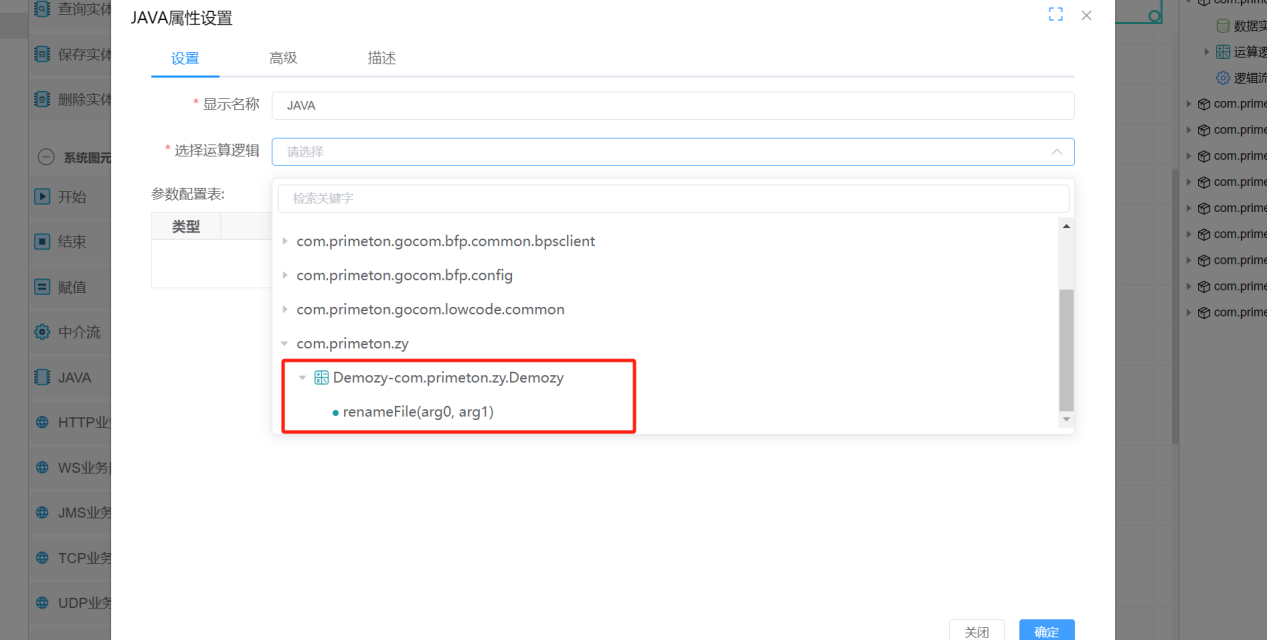 查询实体
保存实体
删除实体
系统图元
开始
结束
赋值
中介流
JAVA
HTTP业
WS业务
JMS业务
TCP业务
UDP业务
JAVA属性设置
设置
高级
描述
* 显示名称
JAVA
* 选择运算逻辑
请选择
参数配置表:
类型
检索关键字
com.primeton.gocom.bfp.common.bpsclient
com.primeton.gocom.bfp.config
com.primeton.gocom.lowcode.common
com.primeton.zy
Demozy-com.primeton.zy.Demozy
renameFile(arg0, arg1)
关闭
确定
数据实
运算逻
逻辑流
com.prime
com.prime
com.prime
com.prime
com.prime
com.prime
com.prime
com.prime
com.prime